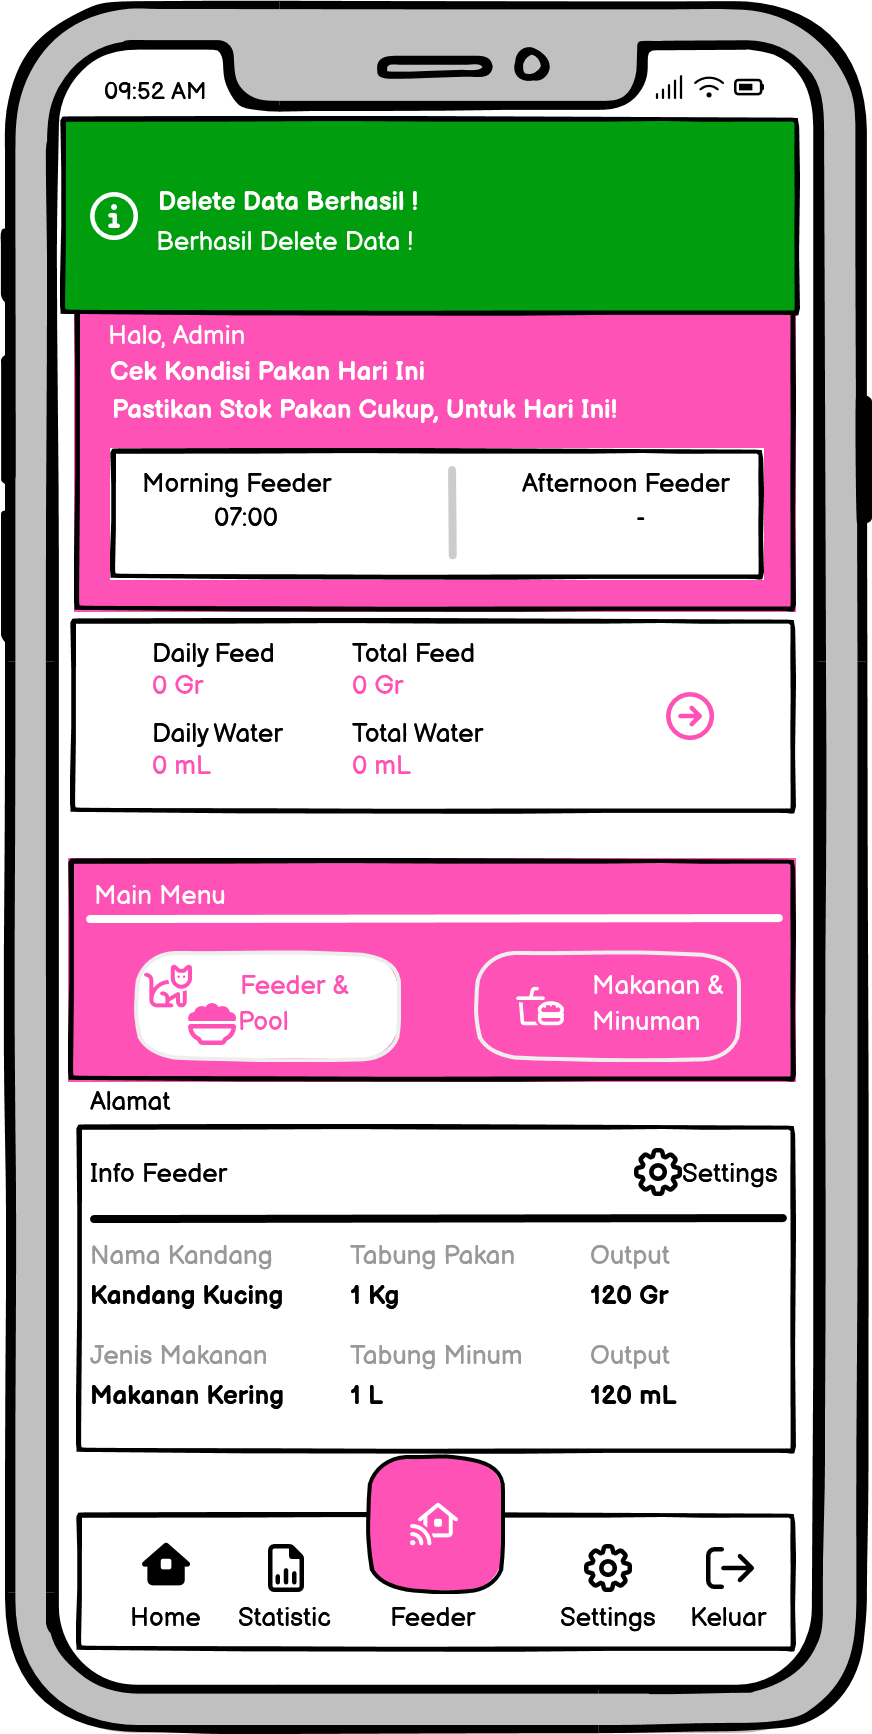 09:52 AM
Delete Data Berhasil !
Berhasil Delete Data !
Halo, Admin
Cek Kondisi Pakan Hari Ini
Pastikan Stok Pakan Cukup, Untuk Hari Ini!
Morning Feeder Afternoon Feeder
07:00 -
Daily Feed Total Feed
0 Gr 0 Gr
Daily Water Total Water
0 mL 0 mL
Main Menu
Feeder & Makanan &
Pool Minuman
Alamat
Info Feeder Settings
Nama Kandang Tabung Pakan Output
Kandang Kucing 1 Kg 120 Gr
Jenis Makanan Tabung Minum Output
Makanan Kering 1 L 120 mL
Home Statistic Feeder Settings Keluar